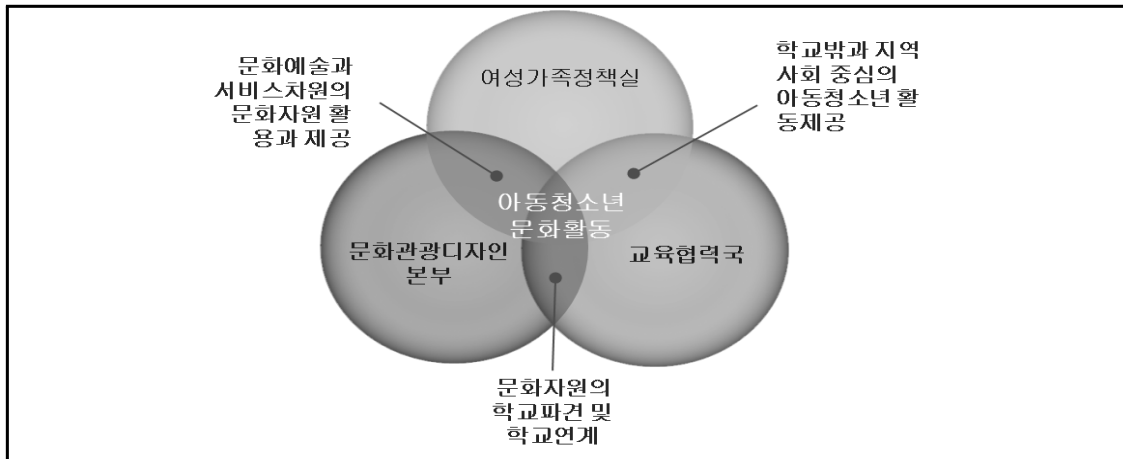 문화예술과
서비스차원의
문화자원 활
용과 제공
여성가족정책실
학교밖과 지역
사회 중심의
아동청소년 활
동제공
아동청소년
문화활동
문화관광디자인
본부
교육협력국
문화자원의
학교파견 및
학교연계